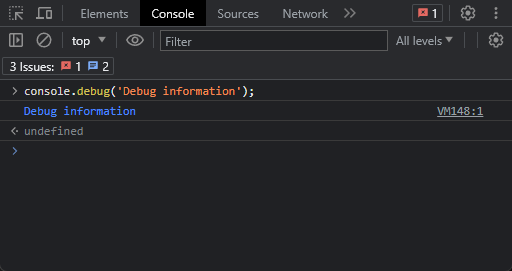 Elements Console Sources Network 1
top Filter All levels
3 Issues: 1 2
console.debug('Debug information');
Debug information VM148:1
undefined